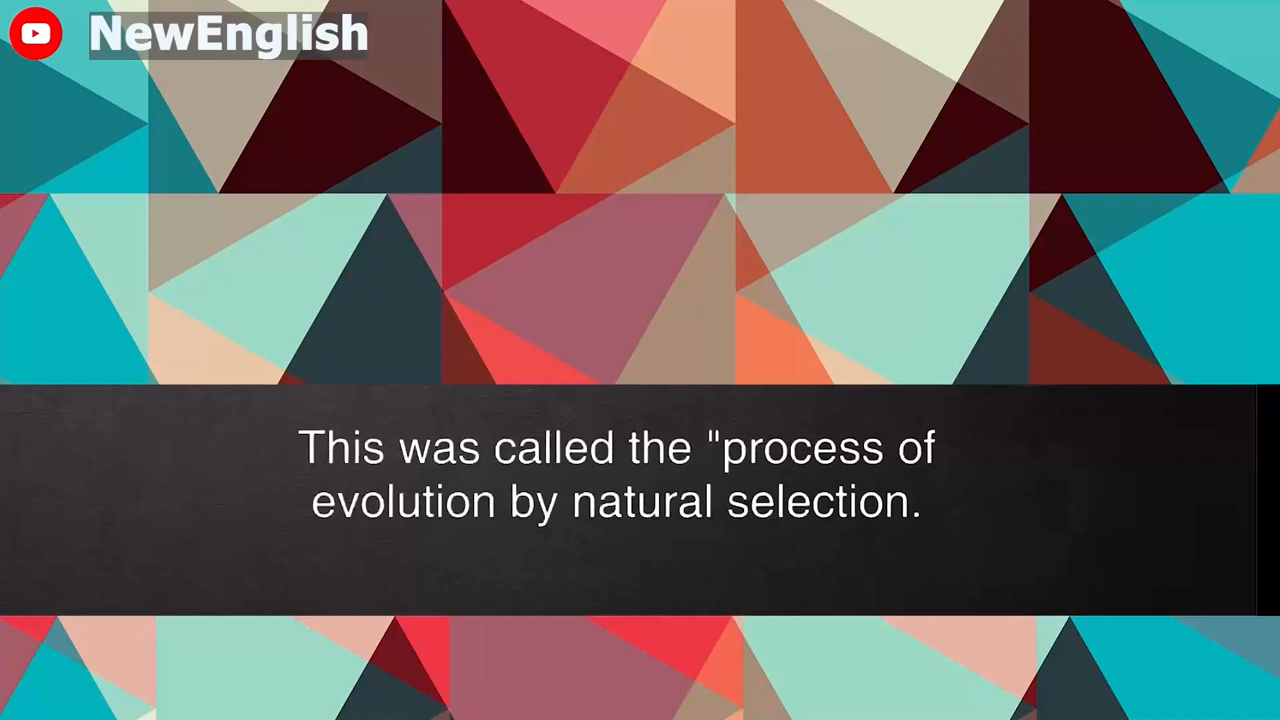 NewEnglish
This was called the "process of
evolution by natural selection.